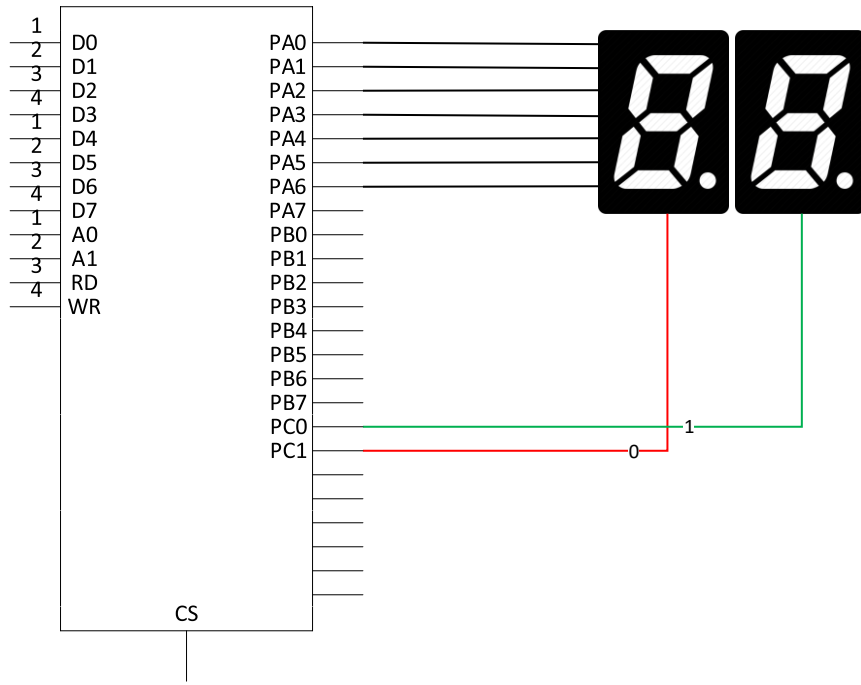 1
D0 PA0
2
D1 PA1
3
D2 PA2
4
D3 PA3
1
D4 PA4
2
D5 PA5
3
D6 PA6
4
D7 PA7
1
A0 PB0
2
A1 PB1
3
RD PB2
4
WR PB3
PB4
PB5
PB6
PB7
PC0 1
PC1 0
CS
8. 8.